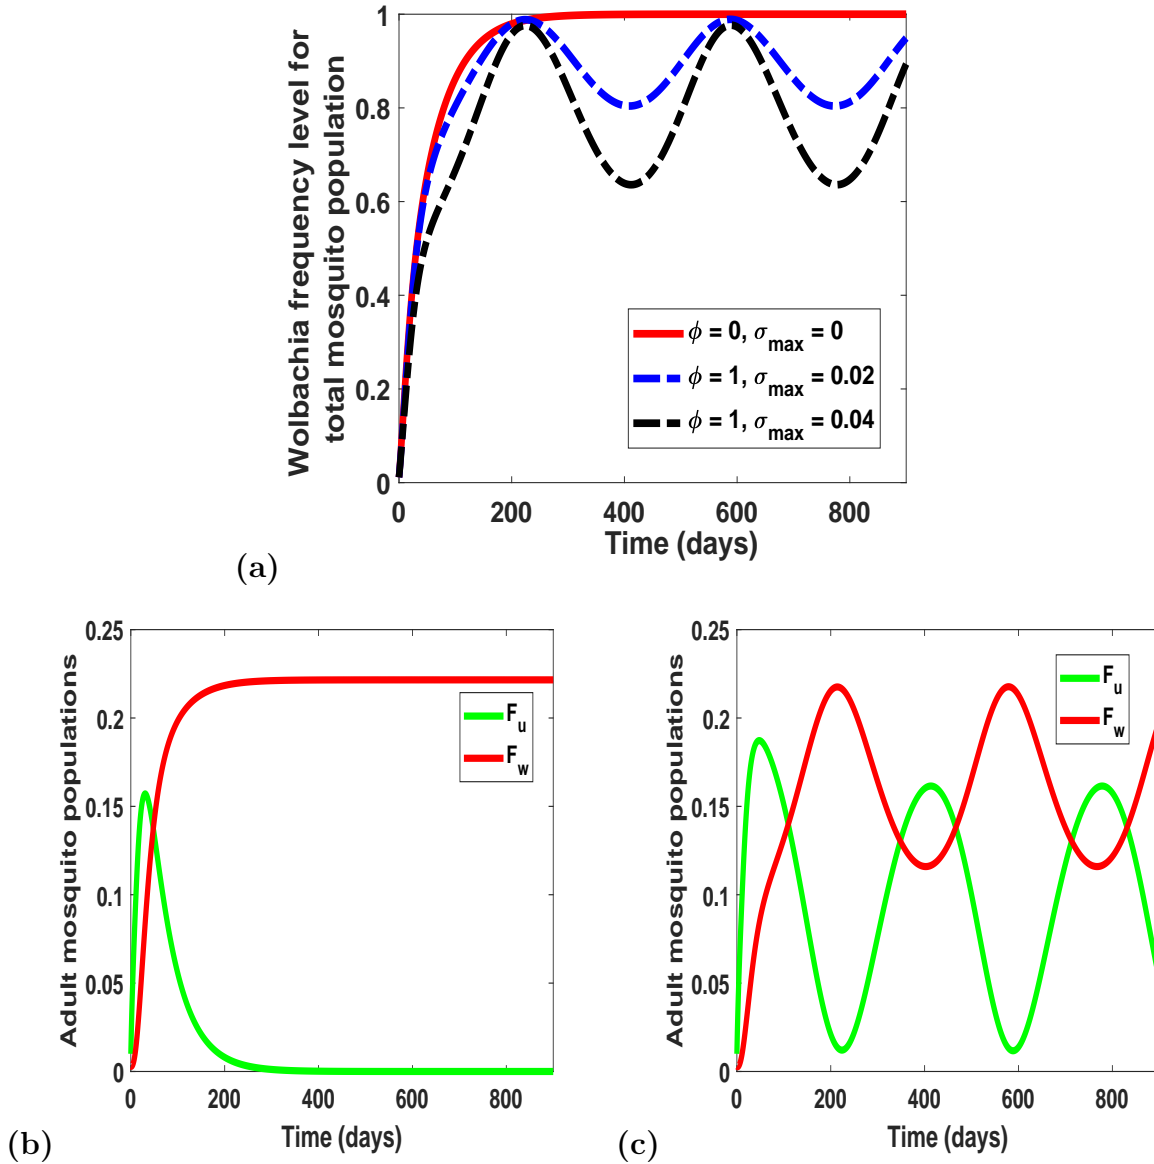 Wolbachia frequency level for
total mosquito population
1
0.8
0.6
0.4
0.2
0
0
200
400
600
800
Time (days)
ϕ = 0, σmax = 0
ϕ = 1, σmax = 0.02
ϕ = 1, σmax = 0.04
(a)
Adult mosquito populations
0.25
0.2
0.15
0.1
0.05
0
0
200
400
600
800
Time (days)
Fu
Fw
(b)
Adult mosquito populations
0.25
0.2
0.15
0.1
0.05
0
0
200
400
600
800
Time (days)
Fu
Fw
(c)